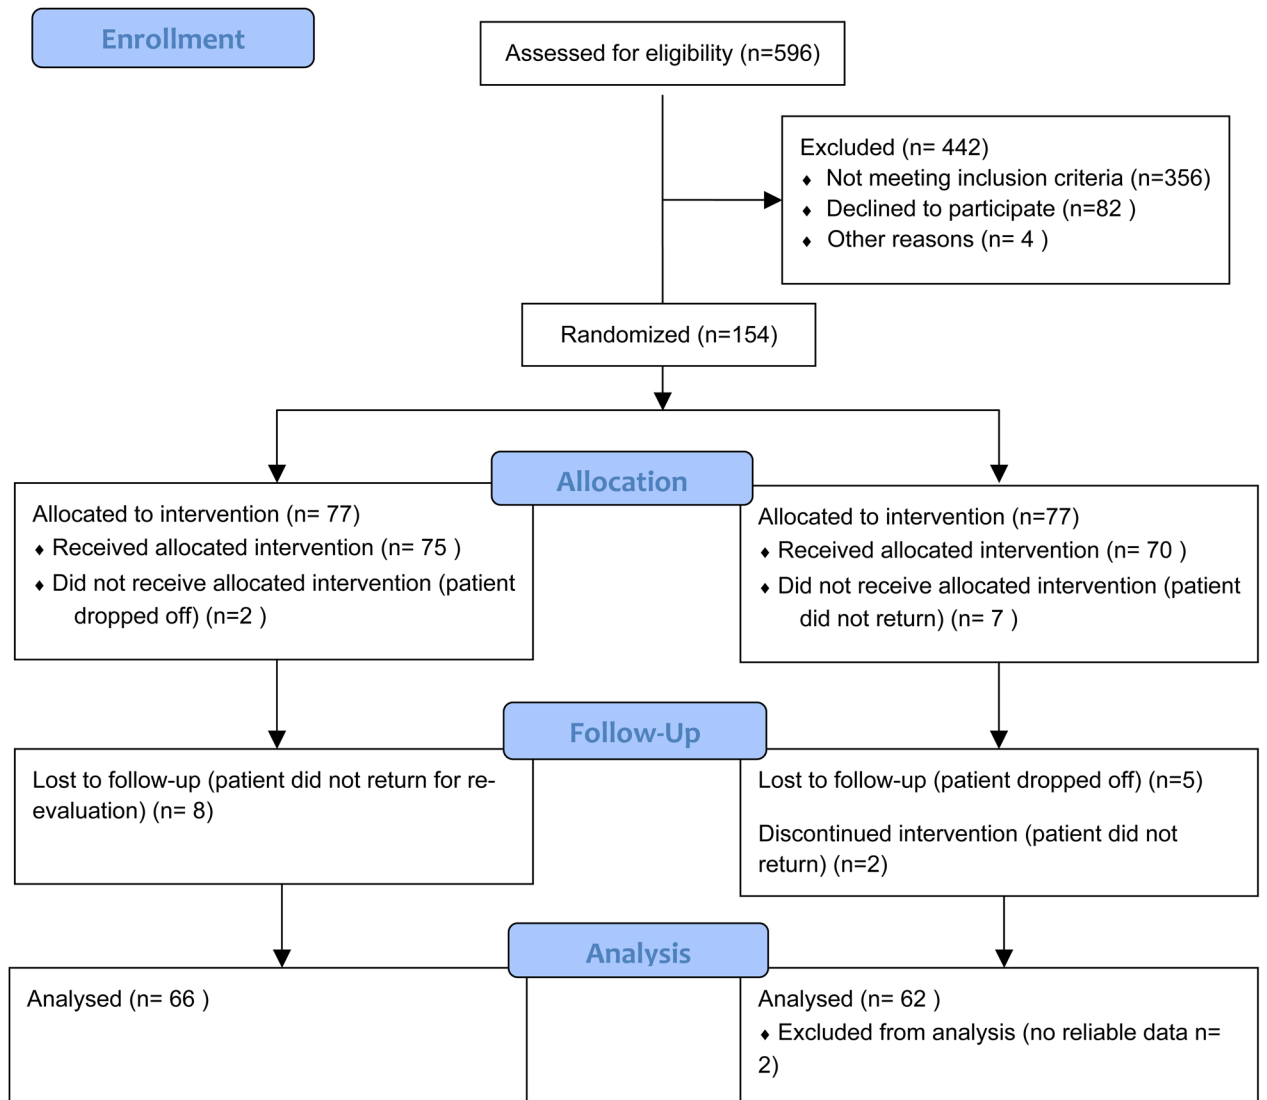 Enrollment
Assessed for eligibility (n=596)
Excluded (n= 442)
♦ Not meeting inclusion criteria (n=356)
♦ Declined to participate (n=82 )
♦ Other reasons (n= 4 )
Randomized (n=154)
Allocation
Allocated to intervention (n= 77)
♦ Received allocated intervention (n= 75 )
♦ Did not receive allocated intervention (patient
dropped off) (n=2 )
Allocated to intervention (n=77)
♦ Received allocated intervention (n= 70 )
♦ Did not receive allocated intervention (patient
did not return) (n= 7 )
Follow-Up
Lost to follow-up (patient did not return for re-
evaluation) (n= 8)
Lost to follow-up (patient dropped off) (n=5)
Discontinued intervention (patient did not
return) (n=2)
Analysis
Analysed (n= 66 )
Analysed (n= 62 )
♦ Excluded from analysis (no reliable data n=
2)